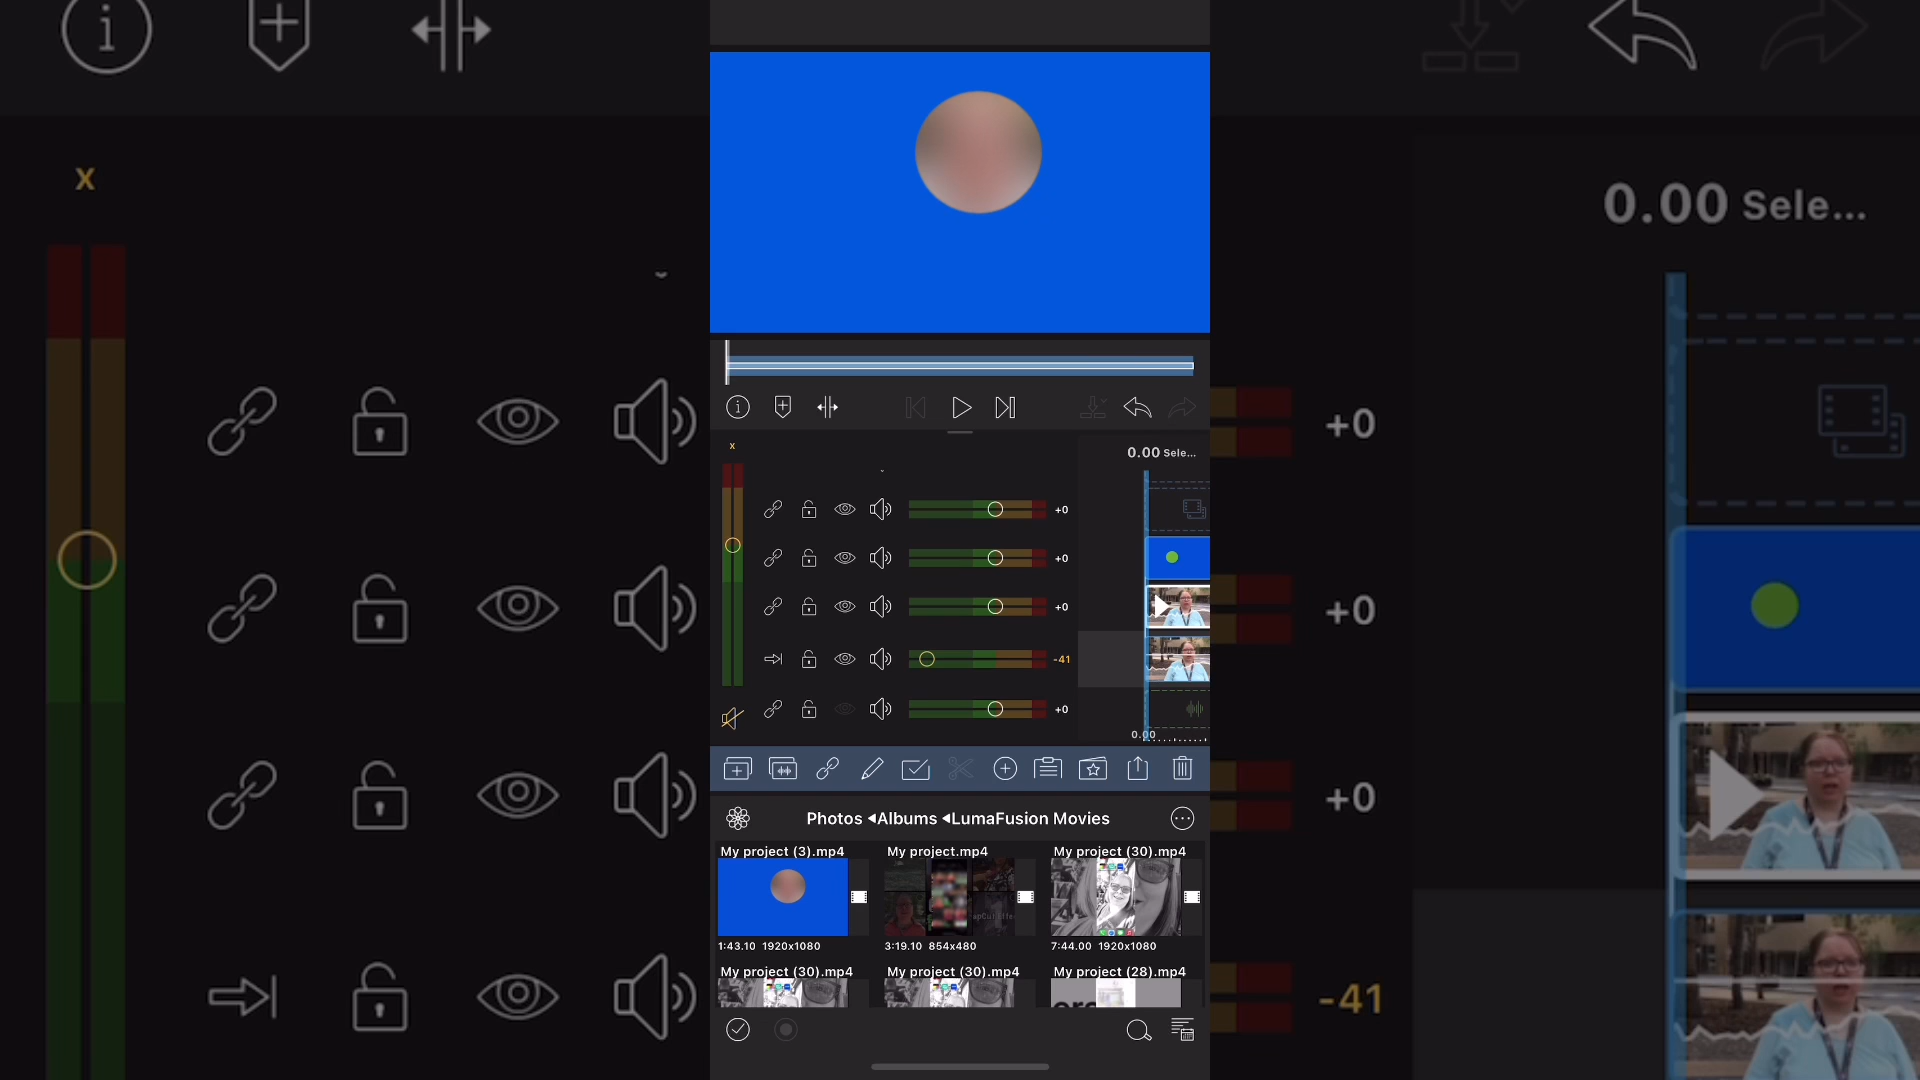 x
0.00 Sele...
+0
+0
+0
-41
x
0.00 Sele...
+0
+0
+0
-41
+0
0.00
Photos ◂Albums ◂LumaFusion Movies
My project (3).mp4
My project.mp4
My project (30).mp4
1:43.10 1920x1080
3:19.10 854x480
7:44.00 1920x1080
My project (30).mp4
My project (30).mp4
My project (28).mp4